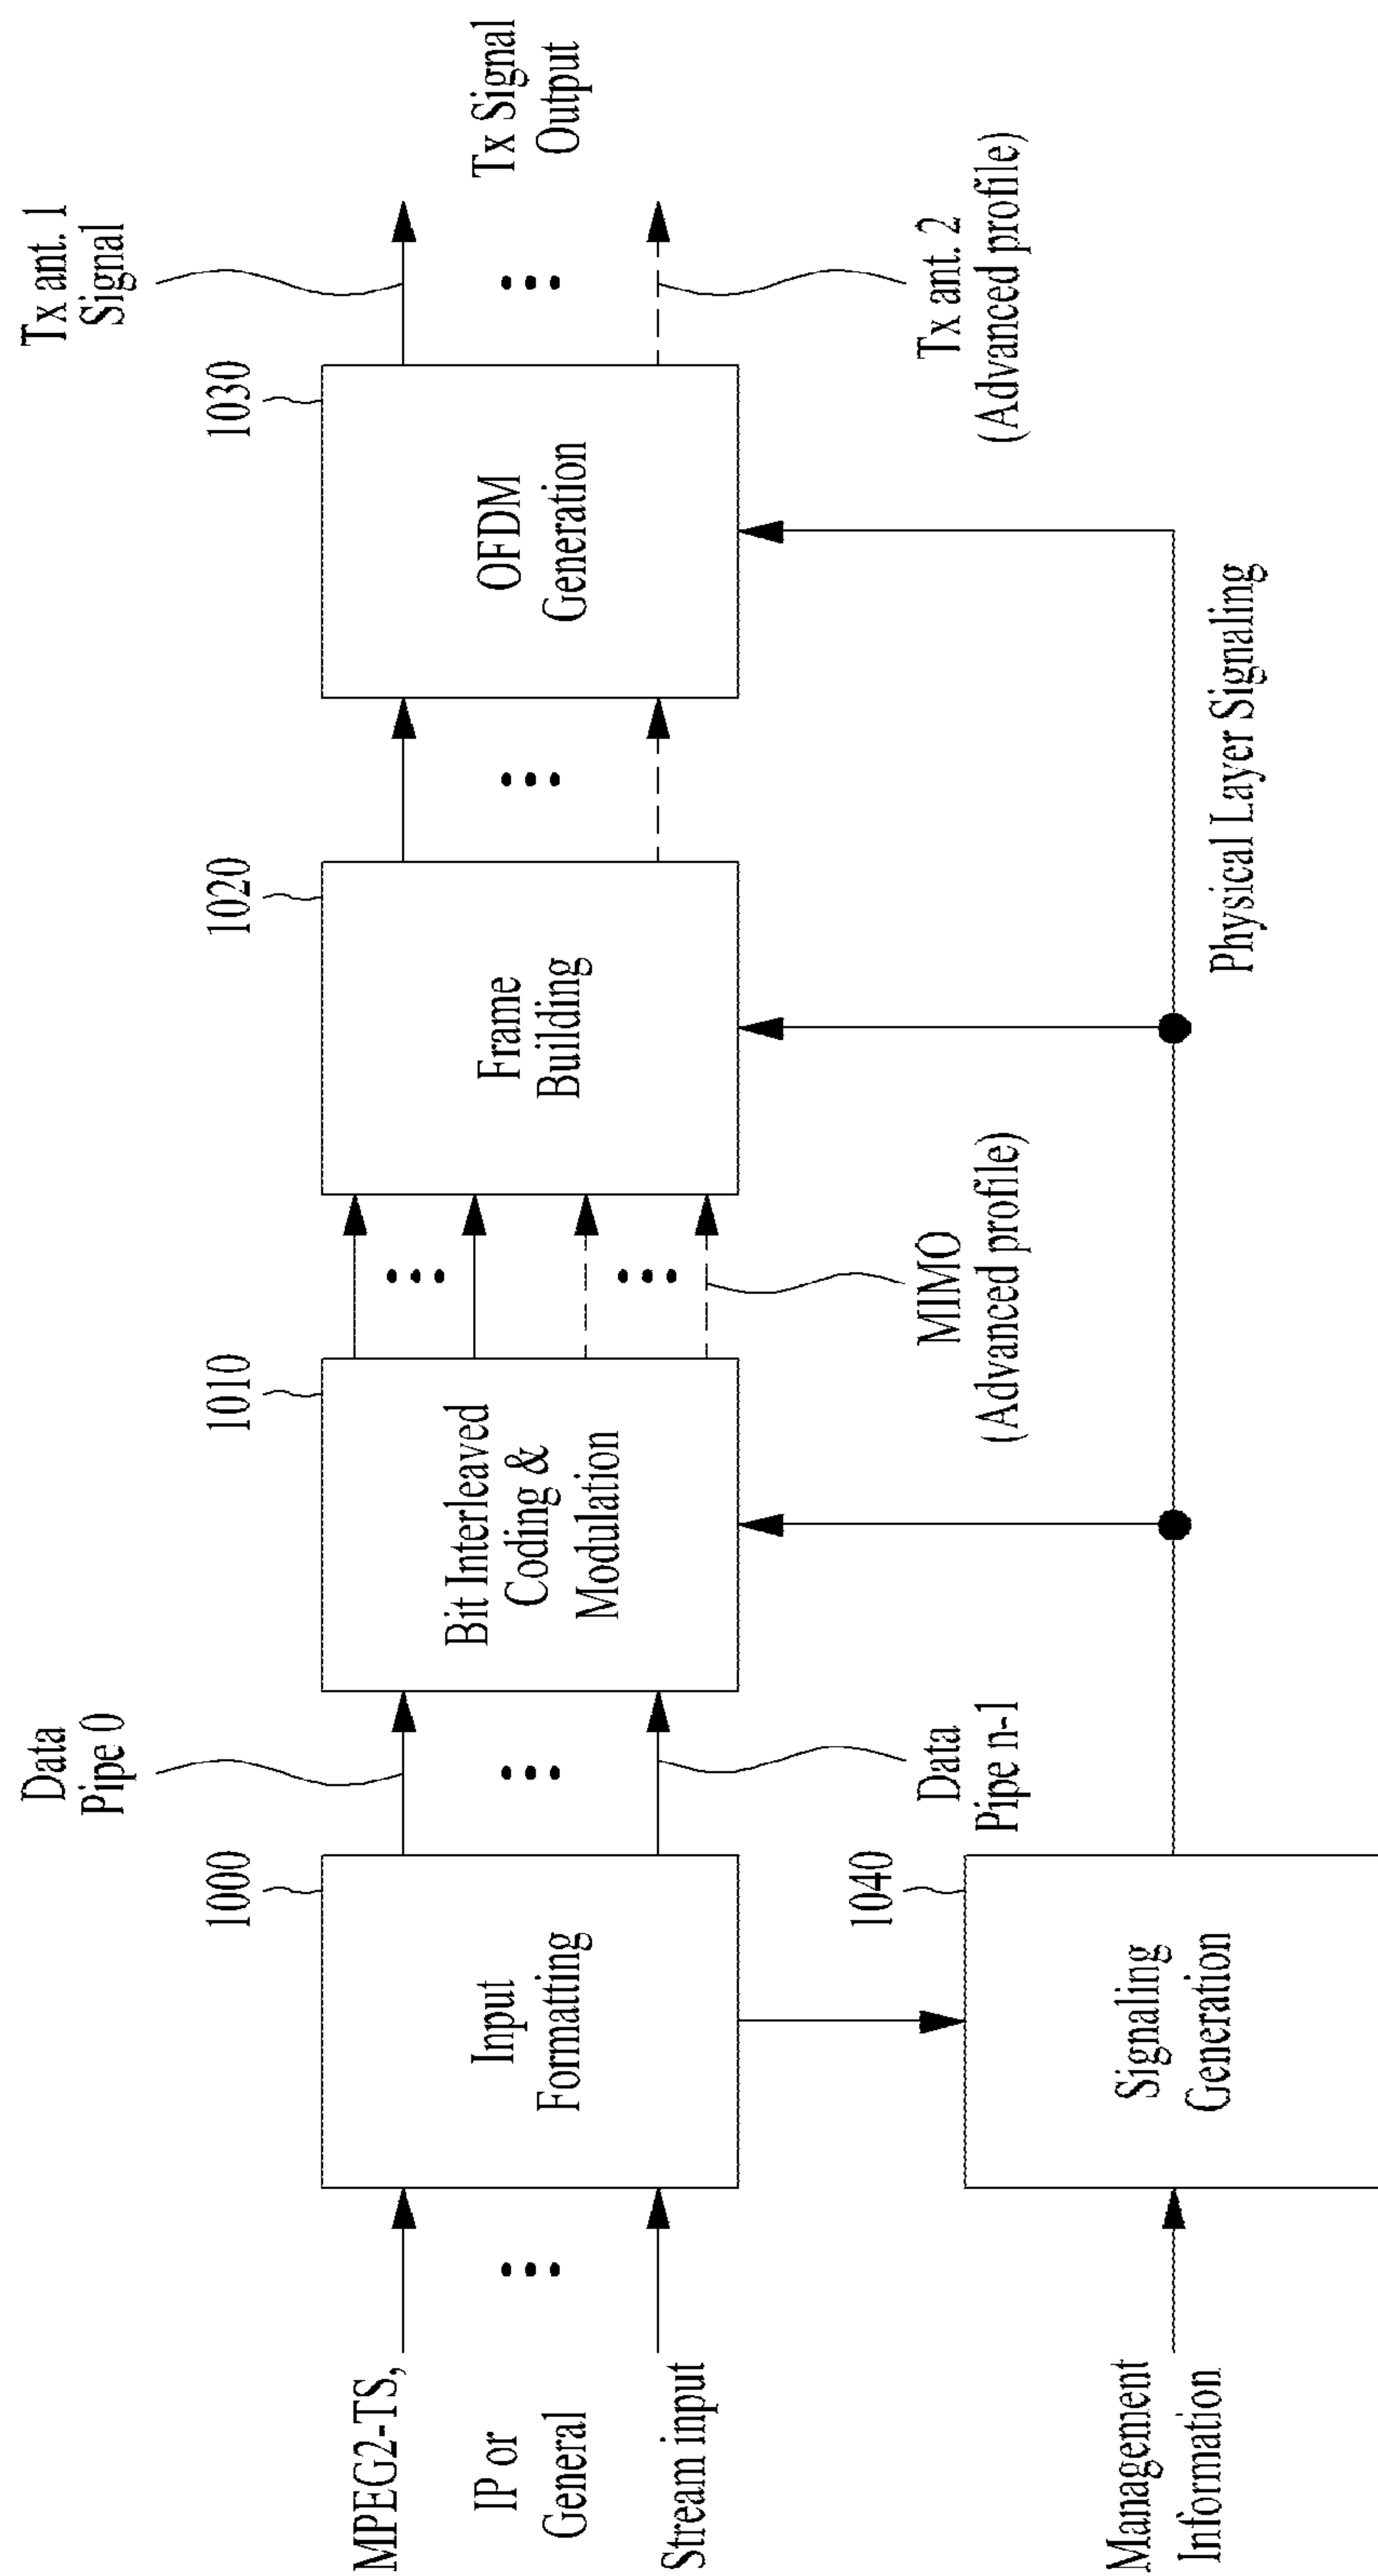 MPEG2-TS,
IP or
General
Stream input
Management
Information
1000
Input
Formatting
1040
Signaling
Generation
Data
Pipe 0
Data
Pipe n-1
1010
Bit Interleaved
Coding &
Modulation
MIMO
(Advanced profile)
1020
Frame
Building
Physical Layer Signaling
1030
OFDM
Generation
Tx ant. 1
Signal
Tx ant. 2
(Advanced profile)
Tx Signal
Output